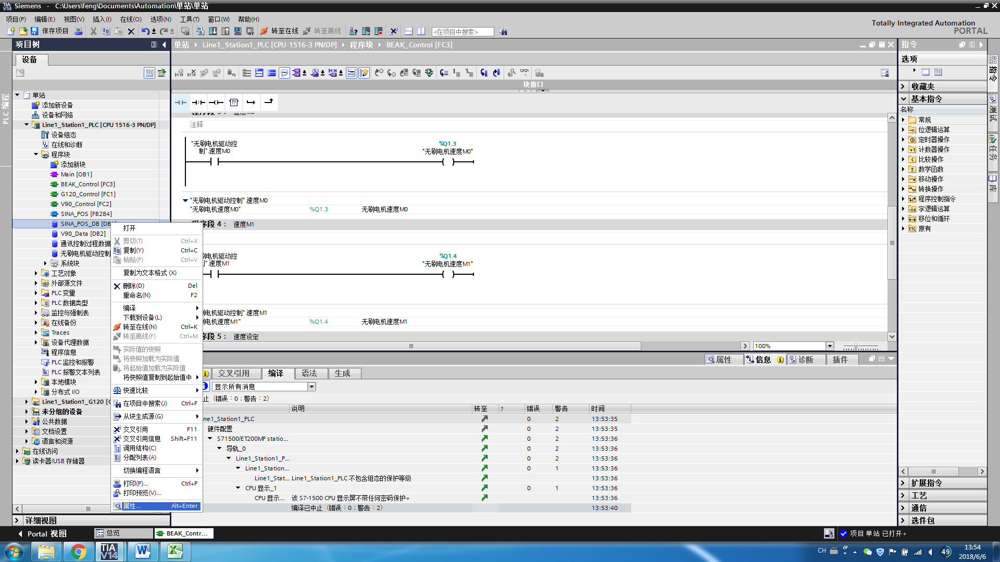 Siemens - C:\Users\feng\Documents\Automation\单站\单站
项目(P) 编辑(E) 视图(V) 插入(I) 在线(O) 选项(N) 工具(T) 窗口(W) 帮助(H)
保存项目 转至在线 转至离线 <在项目中搜索>
Totally Integrated Automation
PORTAL
项目树
设备
PLC 编程
单站
添加新设备
设备和网络
Line1_Station1_PLC [CPU 1516-3 PN/DP]
设备组态
在线和诊断
程序块
添加新块
Main [OB1]
BEAK_Control [FC3]
G120_Control [FC1]
V90_Control [FC2]
SINA_POS [FB284]
SINA_POS_DB [DB
V90_Data [DB2]
通讯控制过程数据
无刷电机驱动控制
系统块
工艺对象
外部源文件
PLC 变量
PLC 数据类型
监控与强制表
在线备份
Traces
设备代理数据
程序信息
PLC 监控和报警
PLC 报警文本列表
本地模块
分布式 I/O
Line1_Station1_G120 [
未分组的设备
公共数据
文档设置
语言和资源
在线访问
读卡器/USB 存储器
详细视图
打开
剪切(T) Ctrl+X
复制(Y) Ctrl+C
粘贴(P) Ctrl+V
复制为文本格式 (X)
删除(D) Del
重命名(N) F2
编译
下载到设备(L)
转至在线(N) Ctrl+K
转至离线(F) Ctrl+M
实际值的快照
将快照加载为实际值
将起始值加载为实际值
将快照值复制到起始值中
快速比较
在项目中搜索(J) Ctrl+F
从块生成源(G)
交叉引用 F11
交叉引用信息 Shift+F11
调用结构(C)
分配列表(A)
切换编程语言
打印(P)... Ctrl+P
打印预览(V)...
属性... Alt+Enter
单站 Line1_Station1_PLC [CPU 1516-3 PN/DP] 程序块 BEAK_Control [FC3]
块接口
注释
"无刷电机驱动控
制".速度M0
%Q1.3
"无刷电机速度M0"
"无刷电机驱动控制".速度M0
"无刷电机速度M0" %Q1.3 无刷电机速度M0
程序段 4： 速度M1
刷电机驱动控
".速度M1
%Q1.4
"无刷电机速度M1"
刷电机驱动控制".速度M1
刷电机速度M1" %Q1.4 无刷电机速度M1
序段 5： 速度设定
100%
属性 信息 诊断 插件
交叉引用 编译 语法 生成
显示所有消息
止（错误：0；警告：2）
说明 转至 ? 错误 警告 时间
ne1_Station1_PLC 0 2 13:53:35
硬件配置 0 2 13:53:35
S71500/ET200MP statio... 0 2 13:53:36
导轨_0 0 2 13:53:36
Line1_Station1_P... 0 2 13:53:36
Line1_Station... 0 1 13:53:36
Line1_Stat... Line1_Station1_PLC 不包含组态的保护等级 13:53:36
CPU 显示_1 0 1 13:53:36
CPU 显示... 该 S7-1500 CPU 显示屏不带任何密码保护。 13:53:36
编译已中止（错误：0；警告：2） 13:53:40
指令
选项
收藏夹
基本指令
名称
常规
位逻辑运算
定时器操作
计数器操作
比较操作
数学函数
移动操作
转换操作
程序控制指令
字逻辑运算
移位和循环
原有
扩展指令
工艺
通信
选件包
指令
测试
任务
库
Portal 视图 总览 BEAK_Contr...
项目 单站 已打开。
TIA V14
CH 49
13:54
2018/6/6